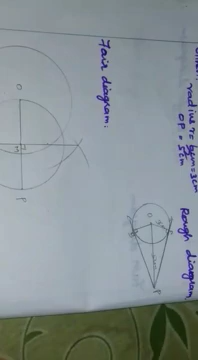 radius r = 3cm
OP = 5cm
Rough diagram
O
P
Fair diagram:
O
M
P